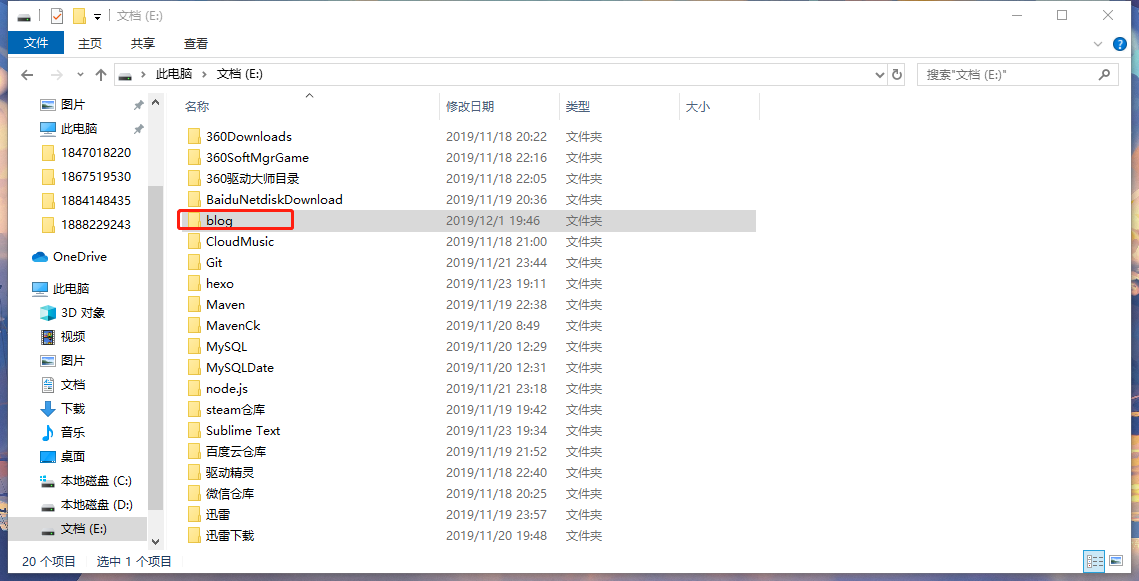 文档 (E:)
文件 主页 共享 查看
此电脑 › 文档 (E:) 搜索"文档 (E:)"
图片
此电脑
1847018220
1867519530
1884148435
1888229243
OneDrive
此电脑
3D 对象
视频
图片
文档
下载
音乐
桌面
本地磁盘 (C:)
本地磁盘 (D:)
文档 (E:)
名称 修改日期 类型 大小
360Downloads 2019/11/18 20:22 文件夹
360SoftMgrGame 2019/11/18 22:16 文件夹
360驱动大师目录 2019/11/18 22:05 文件夹
BaiduNetdiskDownload 2019/11/19 20:36 文件夹
blog 2019/12/1 19:46 文件夹
CloudMusic 2019/11/18 21:00 文件夹
Git 2019/11/21 23:44 文件夹
hexo 2019/11/23 19:11 文件夹
Maven 2019/11/19 22:38 文件夹
MavenCk 2019/11/20 8:49 文件夹
MySQL 2019/11/20 12:29 文件夹
MySQLDate 2019/11/20 12:31 文件夹
node.js 2019/11/21 23:18 文件夹
steam仓库 2019/11/19 19:42 文件夹
Sublime Text 2019/11/23 19:34 文件夹
百度云仓库 2019/11/19 21:52 文件夹
驱动精灵 2019/11/18 22:40 文件夹
微信仓库 2019/11/18 20:25 文件夹
迅雷 2019/11/19 23:57 文件夹
迅雷下载 2019/11/20 19:48 文件夹
20 个项目 选中 1 个项目